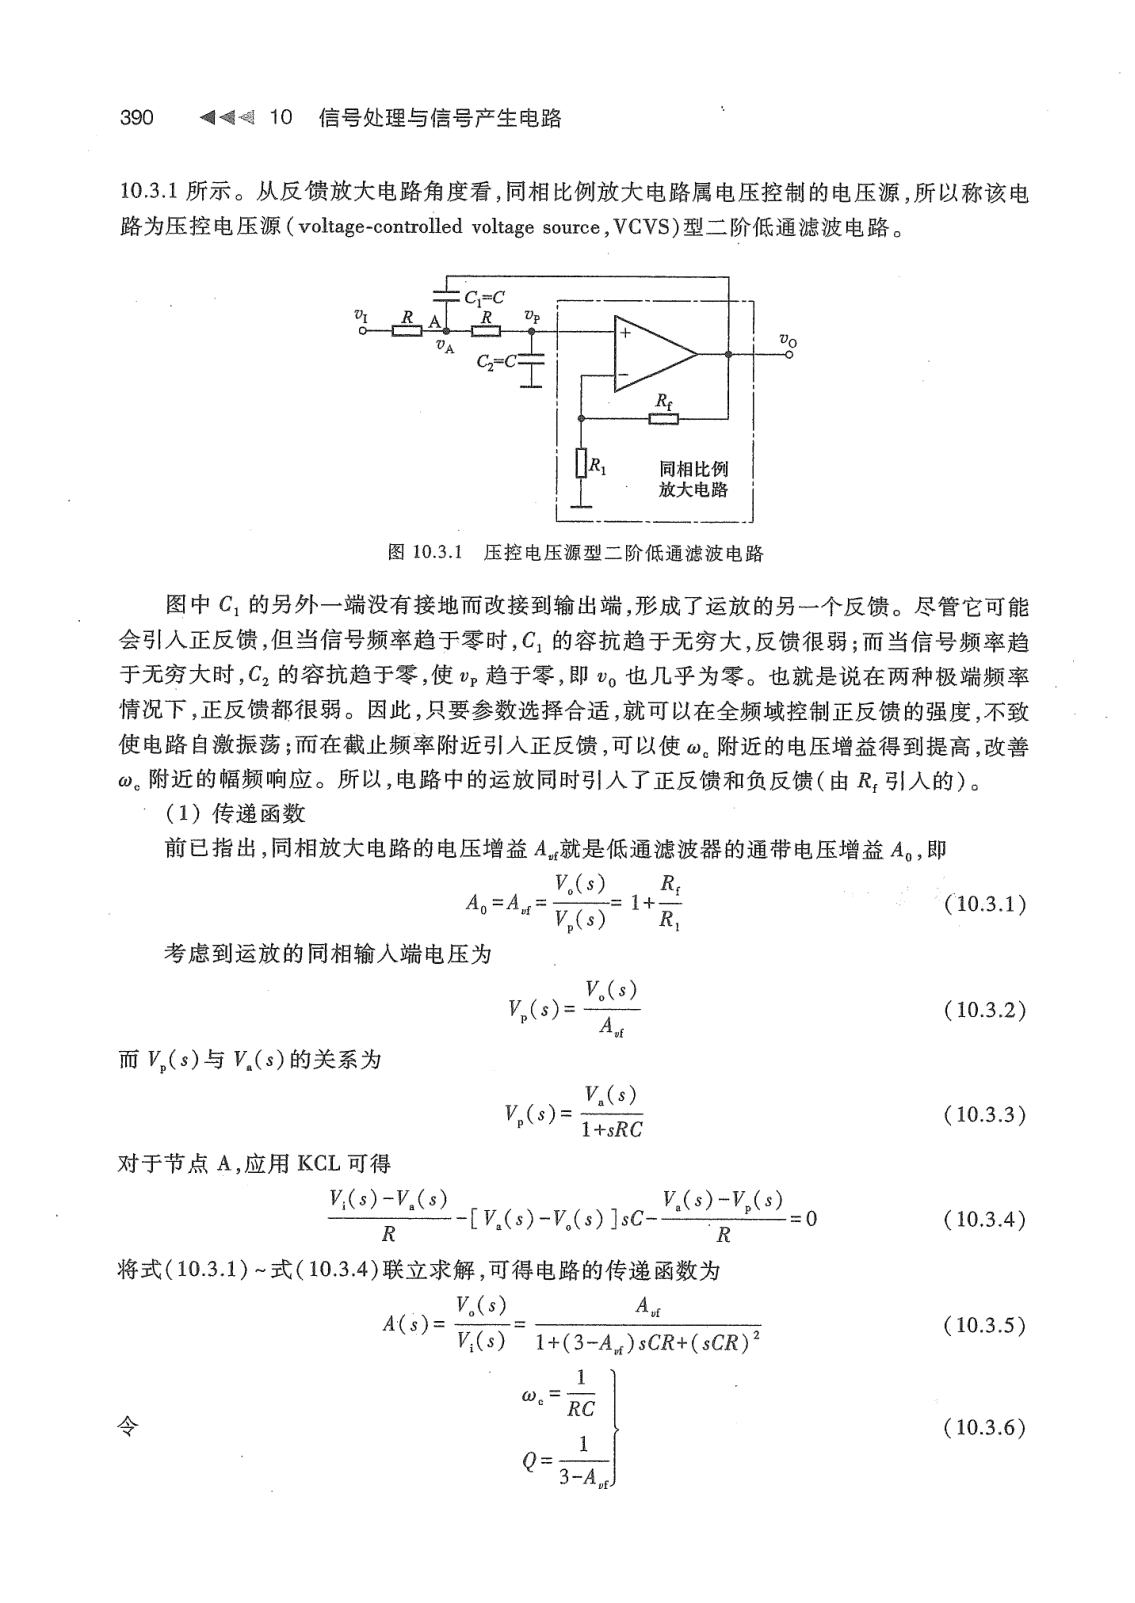 390 ◀◀◀ 10 信号处理与信号产生电路
10.3.1 所示。从反馈放大电路角度看,同相比例放大电路属电压控制的电压源,所以称该电
路为压控电压源(voltage-controlled voltage source,VCVS)型二阶低通滤波电路。
C₁=C
v_I R A R v_P
v_A
C₂=C
+
−
v_O
R_f
R₁
同相比例
放大电路
图 10.3.1 压控电压源型二阶低通滤波电路
图中 C₁ 的另外一端没有接地而改接到输出端,形成了运放的另一个反馈。尽管它可能
会引入正反馈,但当信号频率趋于零时,C₁ 的容抗趋于无穷大,反馈很弱;而当信号频率趋
于无穷大时,C₂ 的容抗趋于零,使 v_P 趋于零,即 v_O 也几乎为零。也就是说在两种极端频率
情况下,正反馈都很弱。因此,只要参数选择合适,就可以在全频域控制正反馈的强度,不致
使电路自激振荡;而在截止频率附近引入正反馈,可以使 ω_c 附近的电压增益得到提高,改善
ω_c 附近的幅频响应。所以,电路中的运放同时引入了正反馈和负反馈(由 R_f 引入的)。
(1) 传递函数
前已指出,同相放大电路的电压增益 A_vf就是低通滤波器的通带电压增益 A₀,即
A₀=A_vf=V_o(s)/V_p(s)=1+R_f/R₁ (10.3.1)
考虑到运放的同相输入端电压为
V_p(s)=V_o(s)/A_vf (10.3.2)
而 V_p(s)与 V_a(s)的关系为
V_p(s)=V_a(s)/(1+sRC) (10.3.3)
对于节点 A,应用 KCL 可得
(V_i(s)-V_a(s))/R-[V_a(s)-V_o(s)]sC-(V_a(s)-V_p(s))/R=0 (10.3.4)
将式(10.3.1)~式(10.3.4)联立求解,可得电路的传递函数为
A(s)=V_o(s)/V_i(s)=A_vf/(1+(3-A_vf)sCR+(sCR)²) (10.3.5)
ω_c=1/(RC)
令 (10.3.6)
Q=1/(3-A_vf)